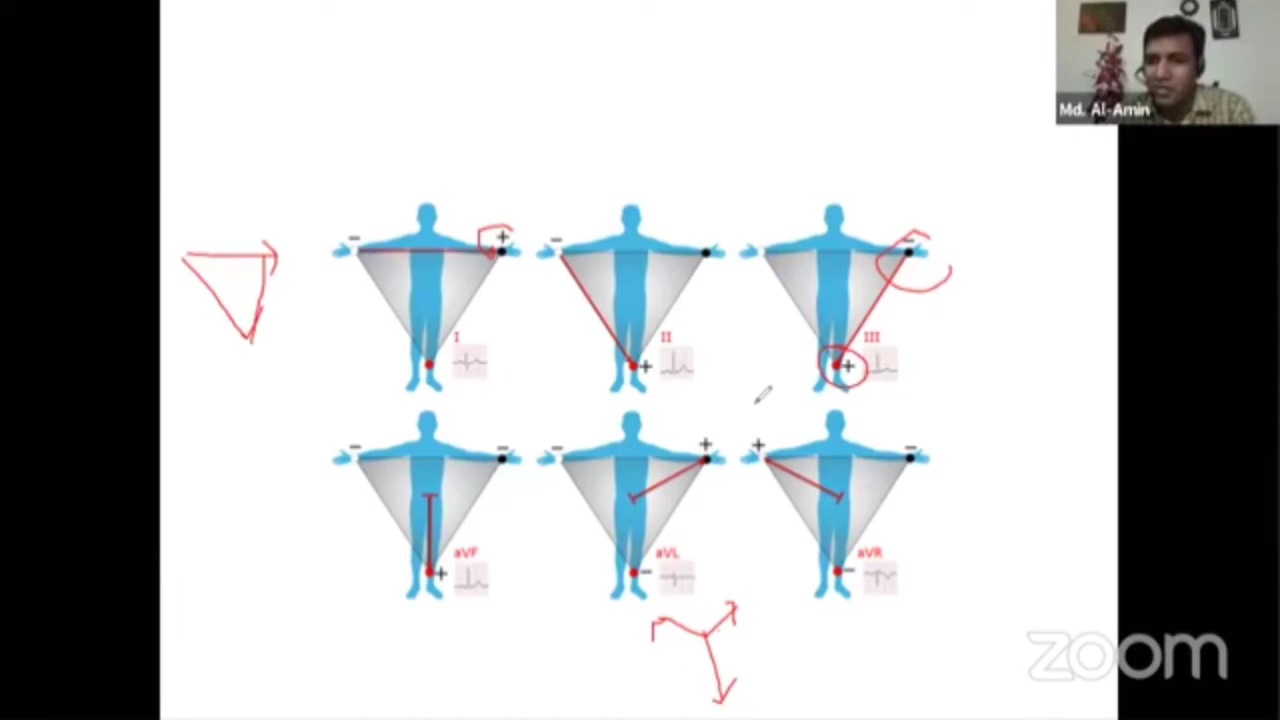 Md. Al-Amin
− + − −
I + II + III
− − − + + −
aVF aVL aVR
+ − −
zoom